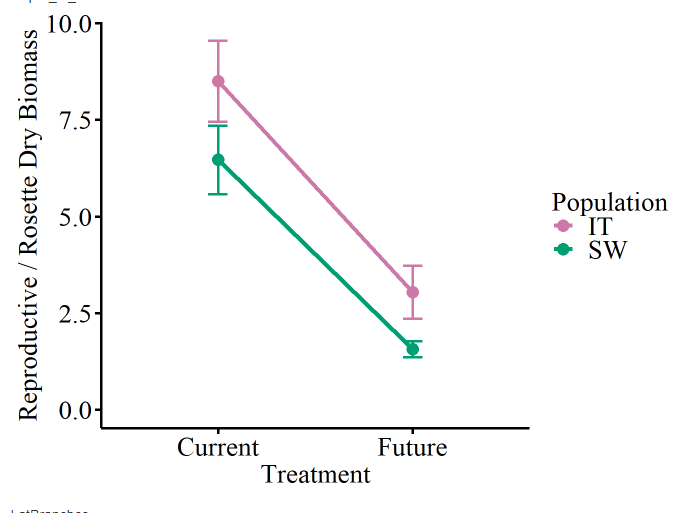 10.0
7.5
5.0
2.5
0.0
Reproductive / Rosette Dry Biomass
Current
Future
Treatment
Population
IT
SW